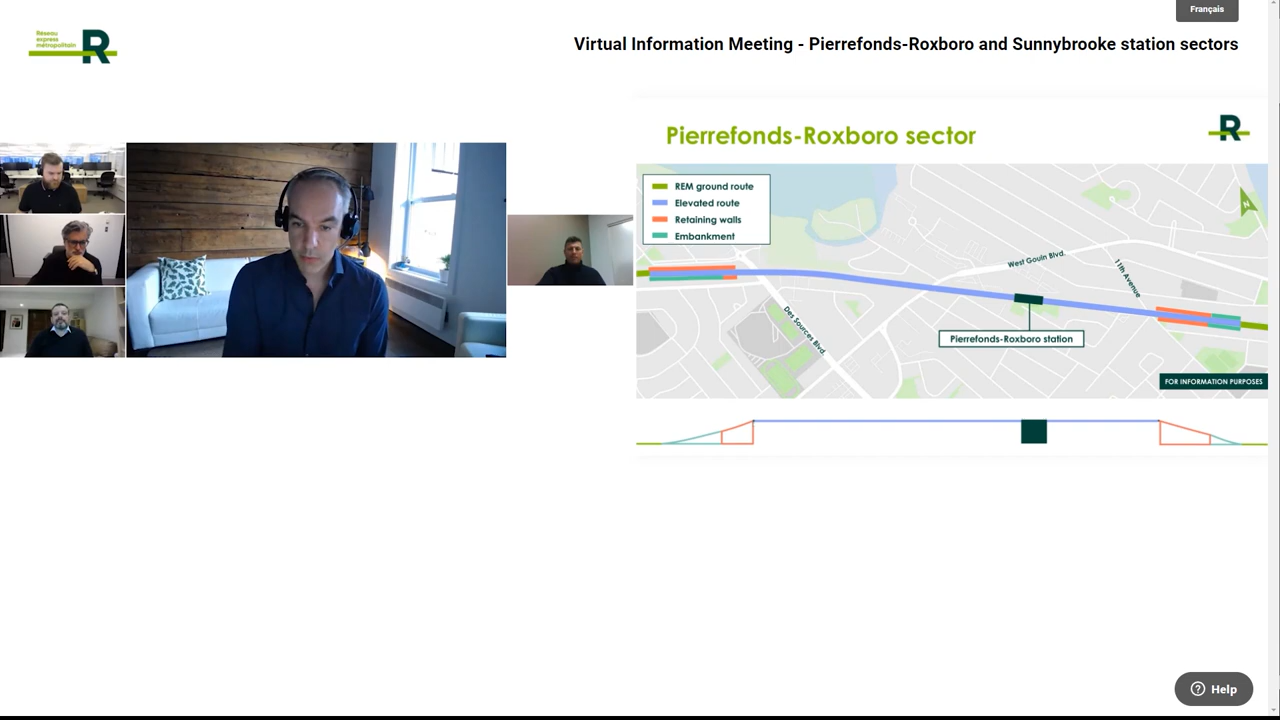 Français
Réseau
express
métropolitain
R
Virtual Information Meeting - Pierrefonds-Roxboro and Sunnybrooke station sectors
Pierrefonds-Roxboro sector
R
REM ground route
Elevated route
Retaining walls
Embankment
N
West Gouin Blvd.
11th Avenue
Des Sources Blvd.
Pierrefonds-Roxboro station
FOR INFORMATION PURPOSES
? Help